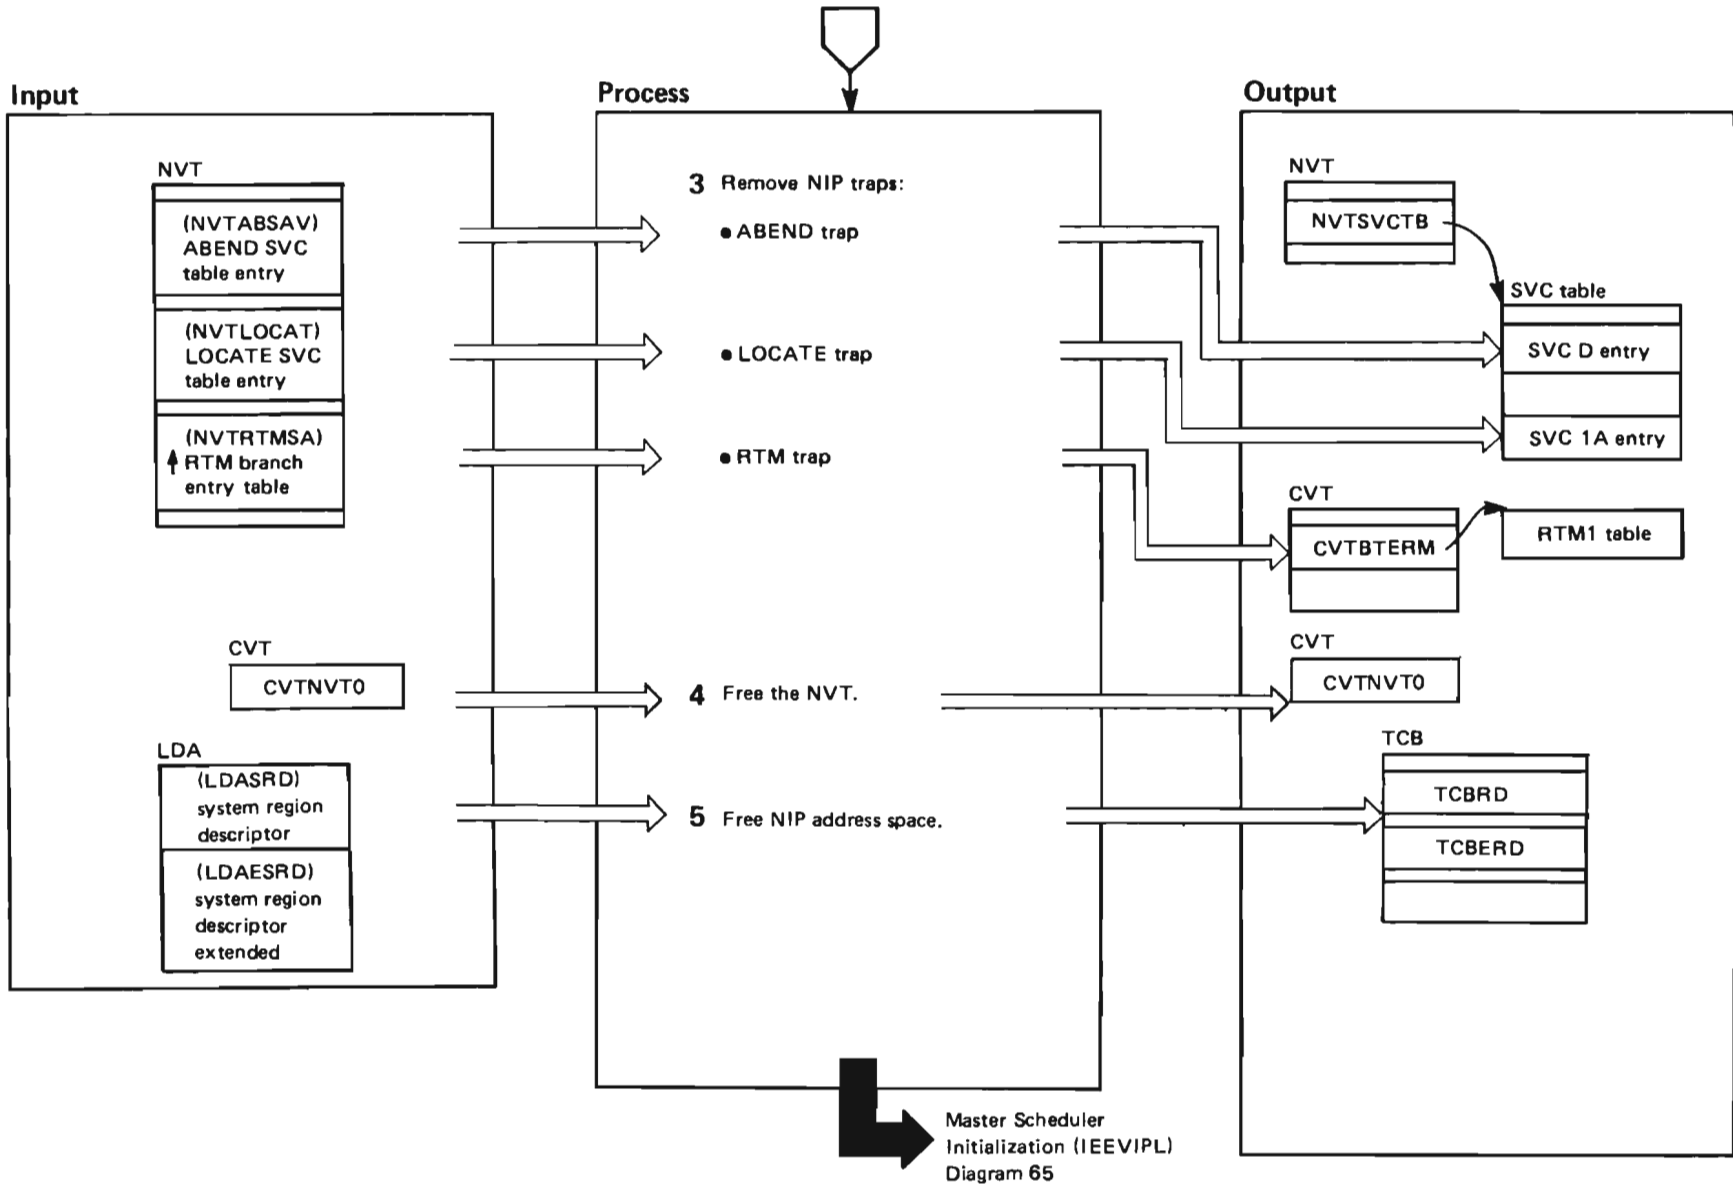 Input
NVT
(NVTABSAV)
ABEND SVC
table entry
(NVTLOCAT)
LOCATE SVC
table entry
(NVTRTMSA)
RTM branch
entry table
CVT
CVTNVT0
LDA
(LDASRD)
system region
descriptor
(LDAESRD)
system region
descriptor
extended
Process
3 Remove NIP traps:
• ABEND trap
• LOCATE trap
• RTM trap
4 Free the NVT.
5 Free NIP address space.
Master Scheduler
Initialization (IEEVIPL)
Diagram 65
Output
NVT
NVTSVCTB
SVC table
SVC D entry
SVC 1A entry
CVT
CVTBTERM
RTM1 table
CVT
CVTNVT0
TCB
TCBRD
TCBERD